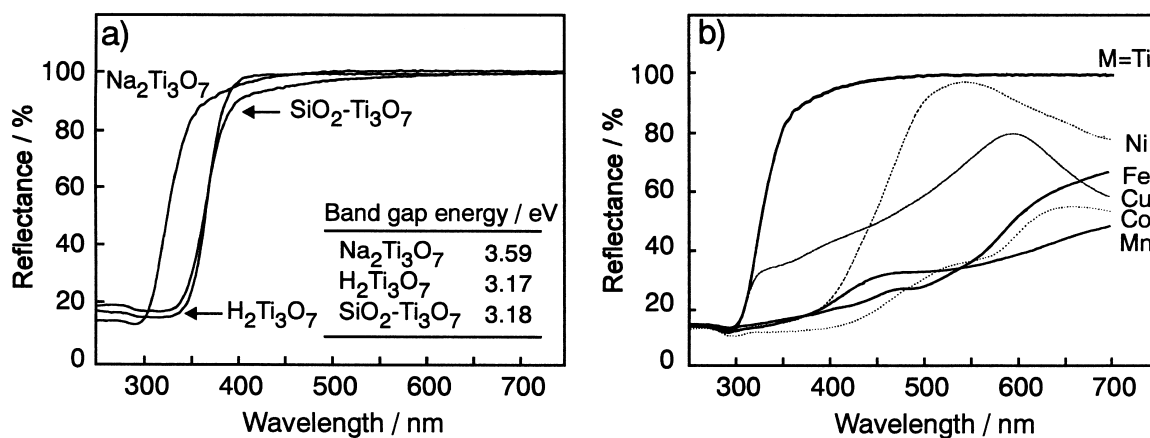 a)
Reflectance / %
100
80
60
40
20
0
Na₂Ti₃O₇
SiO₂-Ti₃O₇
H₂Ti₃O₇
Band gap energy / eV
Na₂Ti₃O₇ 3.59
H₂Ti₃O₇ 3.17
SiO₂-Ti₃O₇ 3.18
300 400 500 600 700
Wavelength / nm
b)
Reflectance / %
100
80
60
40
20
0
M=Ti
Ni
Fe
Cu
Co
Mn
300 400 500 600 700
Wavelength / nm